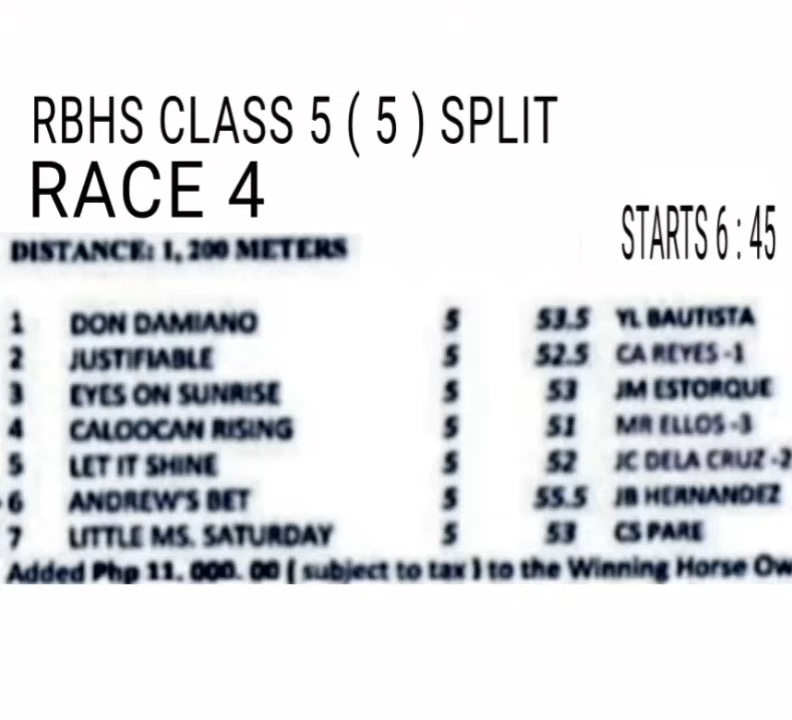 RBHS CLASS 5 ( 5 ) SPLIT
RACE 4
STARTS 6 : 45
DISTANCE: 1, 200 METERS
1 DON DAMIANO 5 53.5 YL BAUTISTA
2 JUSTIFIABLE 5 52.5 CA REYES -1
3 EYES ON SUNRISE 5 53 JM ESTORQUE
4 CALOOCAN RISING 5 51 MR ELLOS -3
5 LET IT SHINE 5 52 JC DELA CRUZ -2
6 ANDREW'S BET 5 55.5 JB HERNANDEZ
7 LITTLE MS. SATURDAY 5 53 CS PARE
Added Php 11. 000. 00 ( subject to tax ) to the Winning Horse Ow